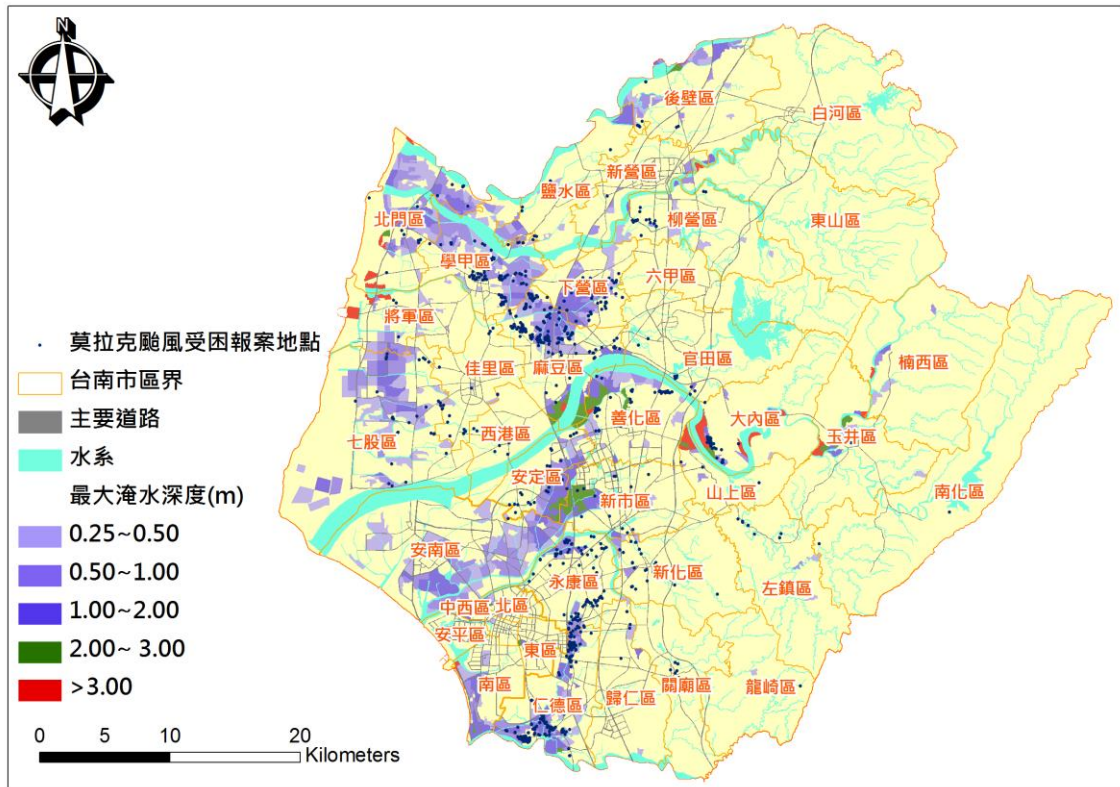 N
後壁區
白河區
新營區
鹽水區
柳營區
東山區
北門區
學甲區
下營區
六甲區
將軍區
佳里區
麻豆區
官田區
楠西區
善化區
大內區
玉井區
七股區
西港區
安定區
新市區
山上區
南化區
安南區
永康區
新化區
左鎮區
中西區
北區
安平區
東區
南區
仁德區
歸仁區
關廟區
龍崎區
莫拉克颱風受困報案地點
台南市區界
主要道路
水系
最大淹水深度(m)
0.25~0.50
0.50~1.00
1.00~2.00
2.00~ 3.00
>3.00
0 5 10 20
Kilometers